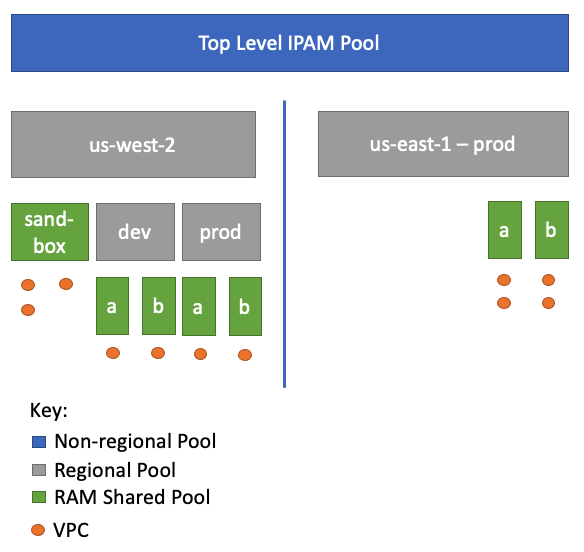 Top Level IPAM Pool
us-west-2
us-east-1 – prod
sand-
box
dev
prod
a
b
a
b
a
b
Key:
Non-regional Pool
Regional Pool
RAM Shared Pool
VPC